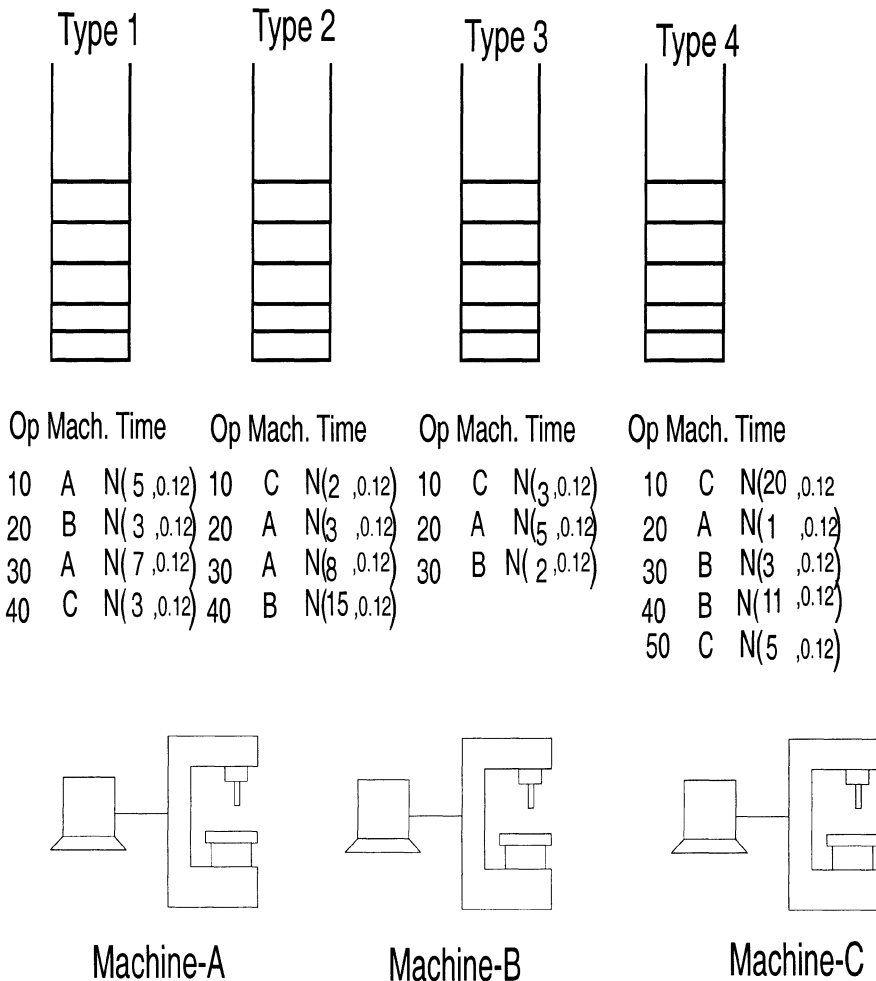 Type 1 Type 2 Type 3 Type 4
Op Mach. Time Op Mach. Time Op Mach. Time Op Mach. Time
10 A N( 5 ,0.12) 10 C N(2 ,0.12) 10 C N(3,0.12) 10 C N(20 ,0.12
20 B N( 3 ,0.12) 20 A N(3 ,0.12) 20 A N(5 ,0.12) 20 A N(1 ,0.12)
30 A N( 7 ,0.12) 30 A N(8 ,0.12) 30 B N( 2,0.12) 30 B N(3 ,0.12)
40 C N( 3 ,0.12) 40 B N(15 ,0.12) 40 B N( 11 ,0.12)
50 C N(5 ,0.12)
Machine-A Machine-B Machine-C